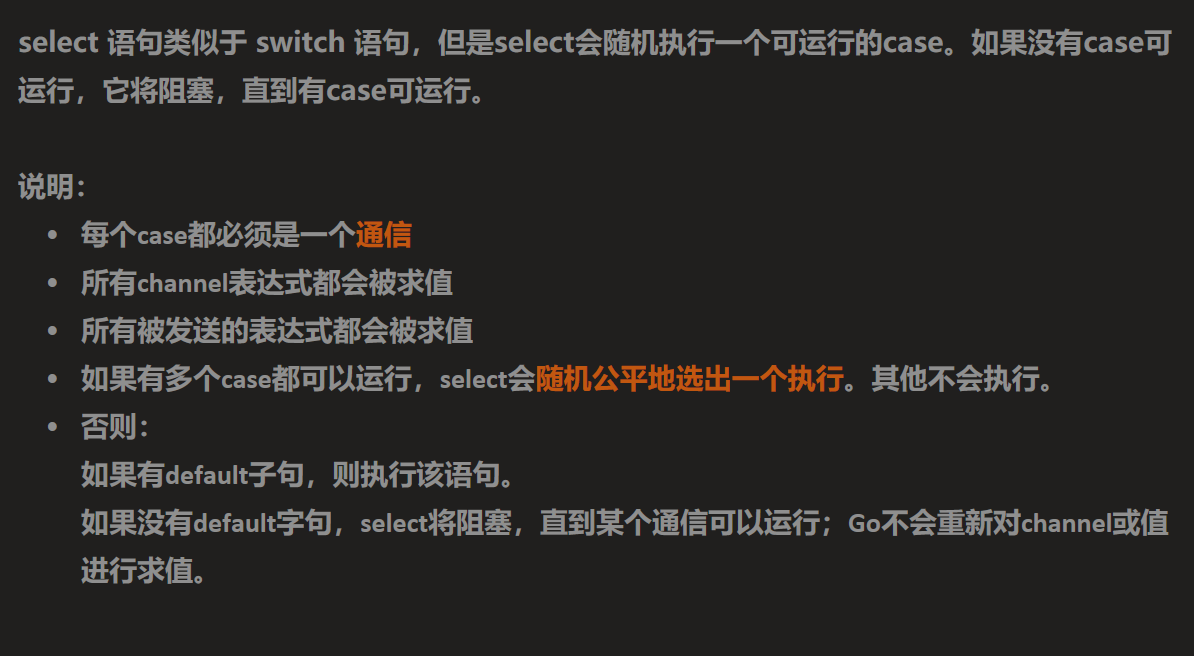 select 语句类似于 switch 语句，但是select会随机执行一个可运行的case。如果没有case可
运行，它将阻塞，直到有case可运行。
说明：
• 每个case都必须是一个通信
• 所有channel表达式都会被求值
• 所有被发送的表达式都会被求值
• 如果有多个case都可以运行，select会随机公平地选出一个执行。其他不会执行。
• 否则：
如果有default子句，则执行该语句。
如果没有default字句，select将阻塞，直到某个通信可以运行；Go不会重新对channel或值
进行求值。